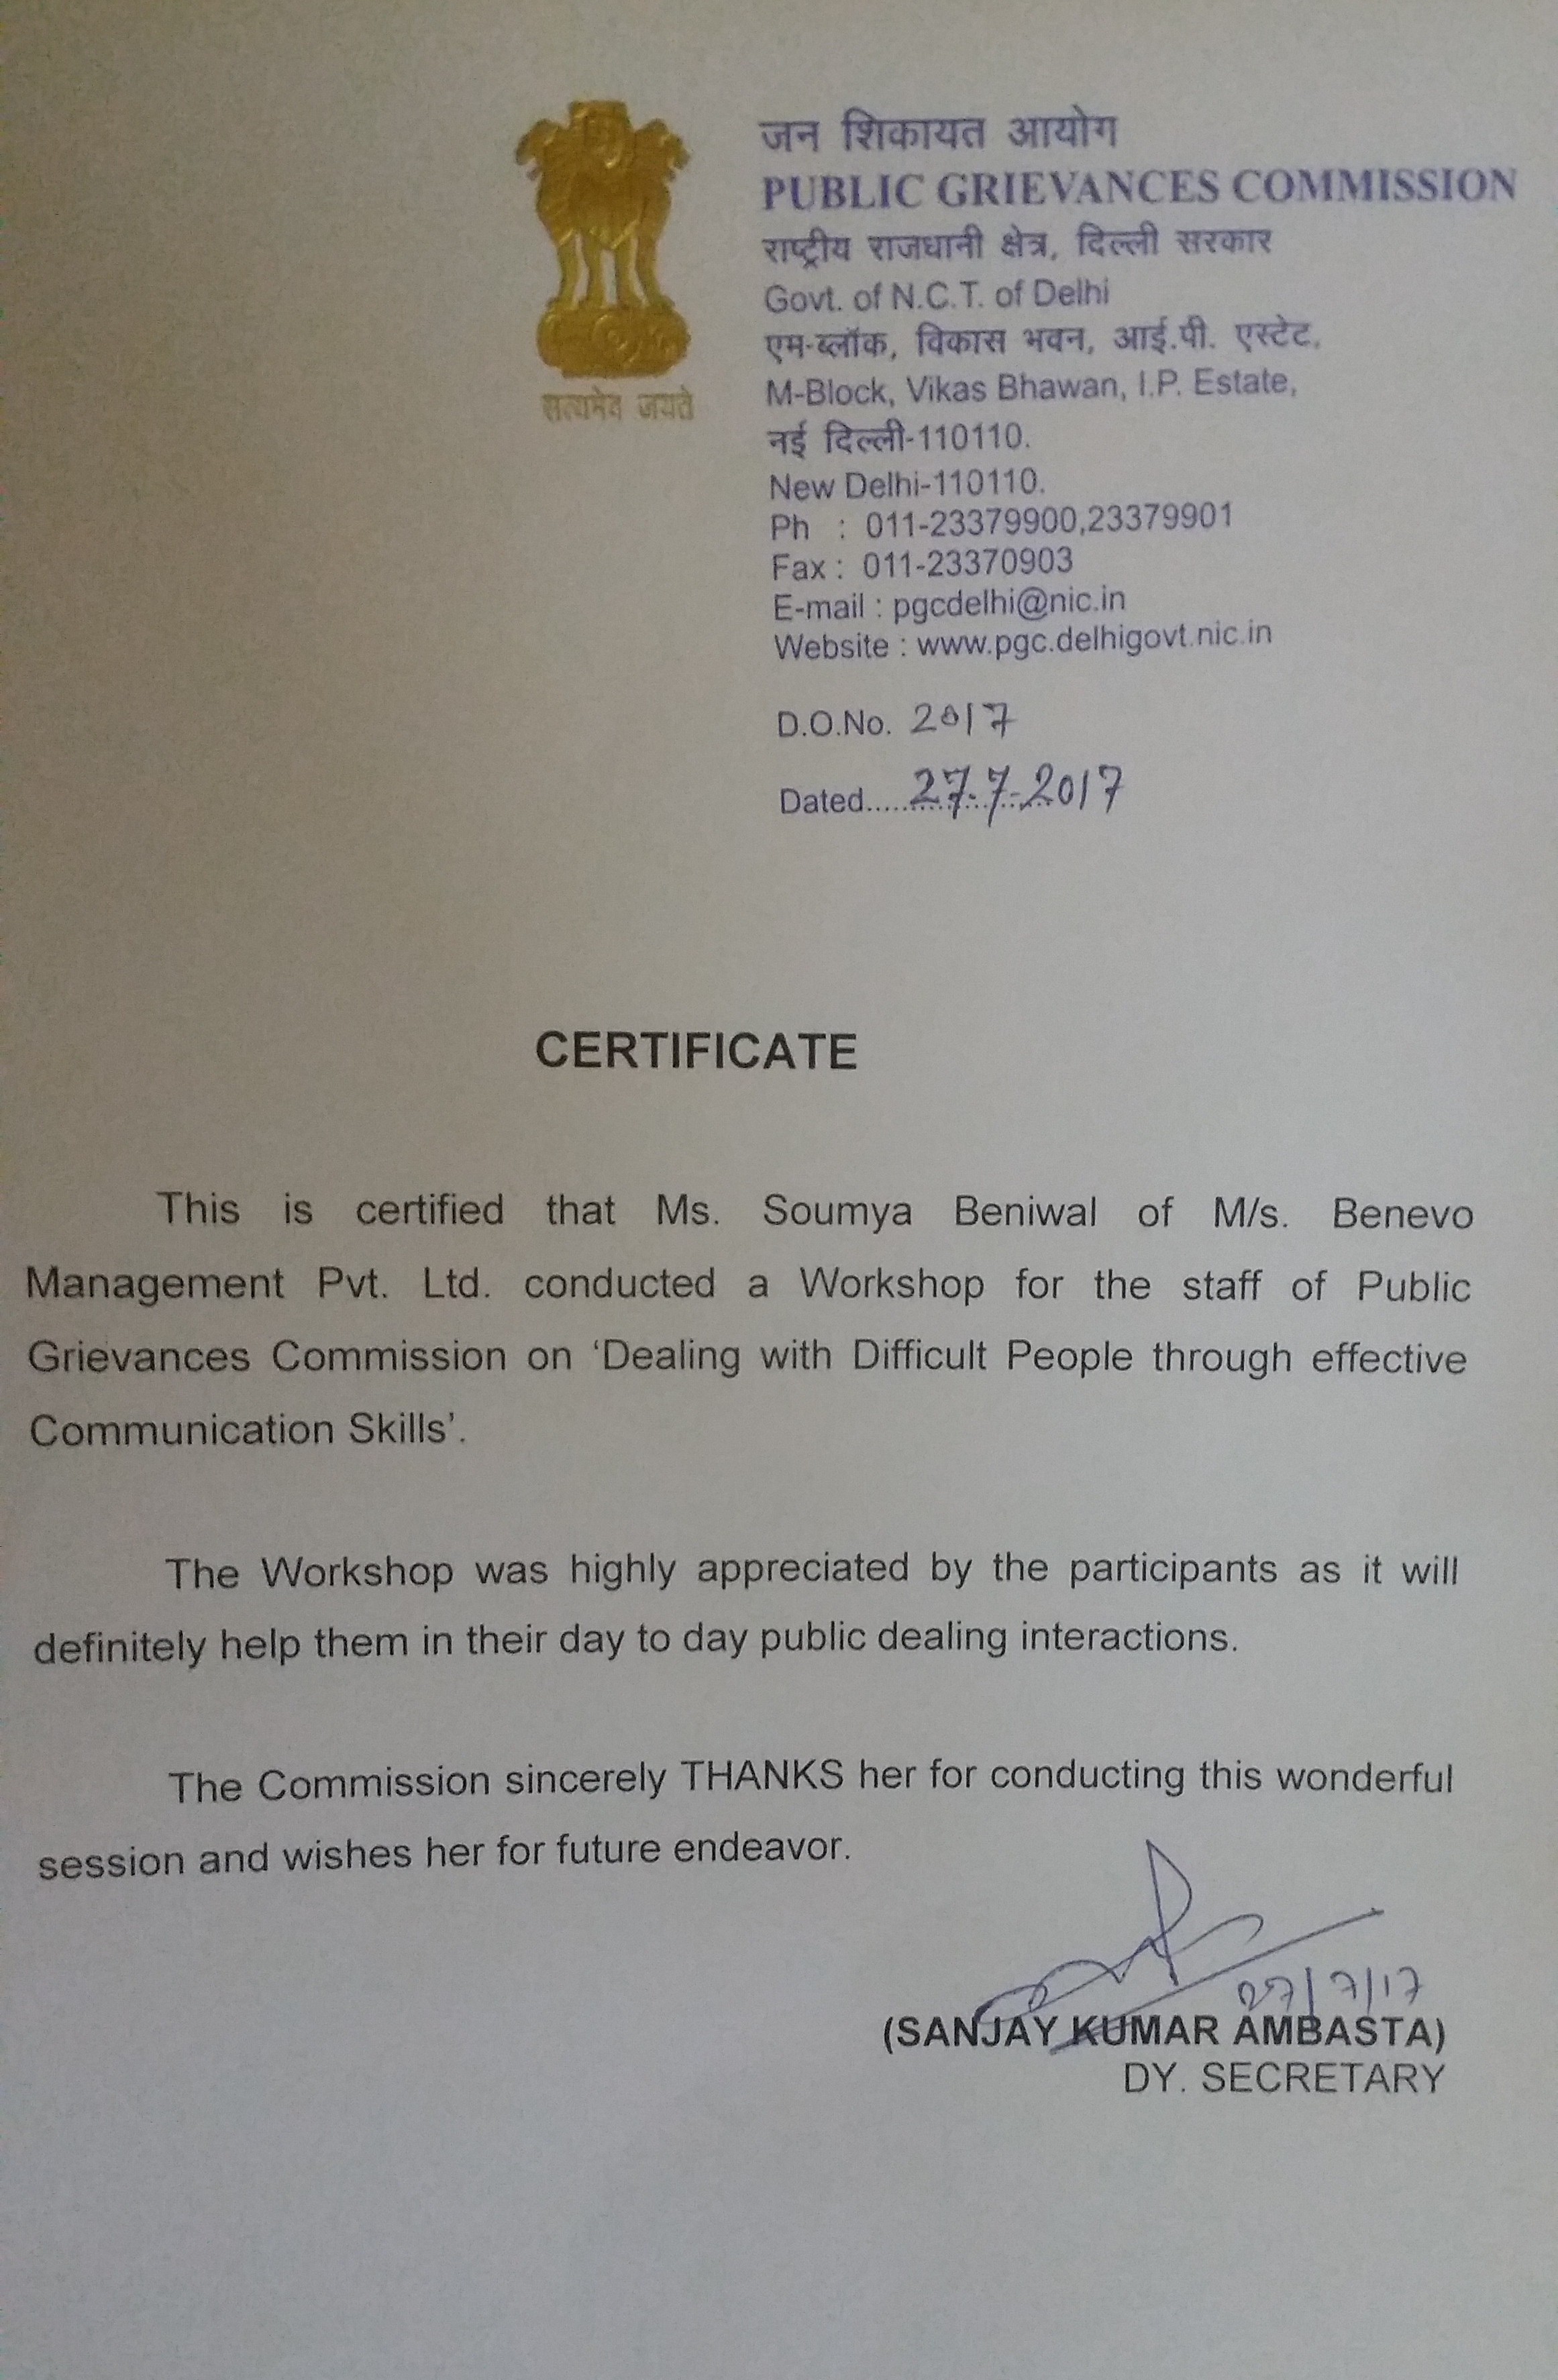 सत्यमेव जयते
जन शिकायत आयोग
PUBLIC GRIEVANCES COMMISSION
राष्ट्रीय राजधानी क्षेत्र, दिल्ली सरकार
Govt. of N.C.T. of Delhi
एम-ब्लॉक, विकास भवन, आई.पी. एस्टेट,
M-Block, Vikas Bhawan, I.P. Estate,
नई दिल्ली-110110.
New Delhi-110110.
Ph : 011-23379900,23379901
Fax : 011-23370903
E-mail : pgcdelhi@nic.in
Website : www.pgc.delhigovt.nic.in
D.O.No. 2017
Dated.....27.7.2017
CERTIFICATE
This is certified that Ms. Soumya Beniwal of M/s. Benevo
Management Pvt. Ltd. conducted a Workshop for the staff of Public
Grievances Commission on ‘Dealing with Difficult People through effective
Communication Skills’.
The Workshop was highly appreciated by the participants as it will
definitely help them in their day to day public dealing interactions.
The Commission sincerely THANKS her for conducting this wonderful
session and wishes her for future endeavor.
27/7/17
(SANJAY KUMAR AMBASTA)
DY. SECRETARY